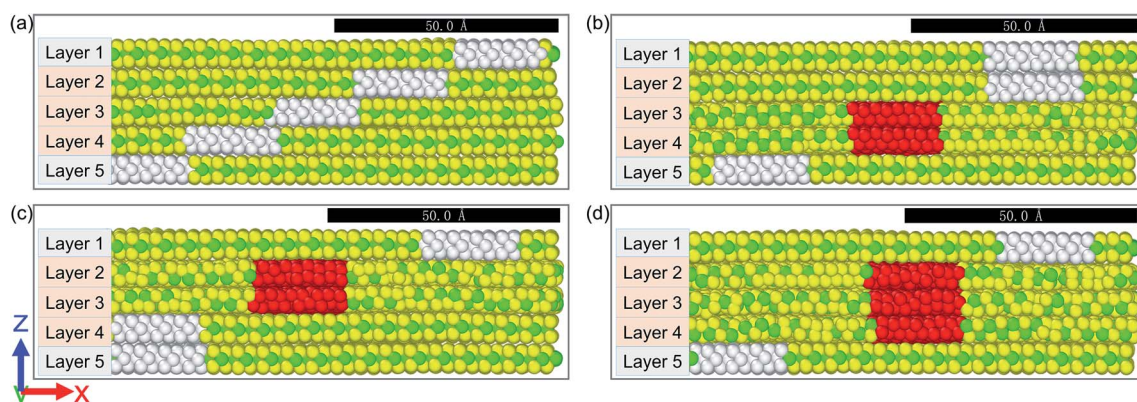 (a)
50.0 Å
Layer 1
Layer 2
Layer 3
Layer 4
Layer 5
(b)
50.0 Å
Layer 1
Layer 2
Layer 3
Layer 4
Layer 5
(c)
50.0 Å
Layer 1
Layer 2
Layer 3
Layer 4
Layer 5
(d)
50.0 Å
Layer 1
Layer 2
Layer 3
Layer 4
Layer 5
Z
Y
X